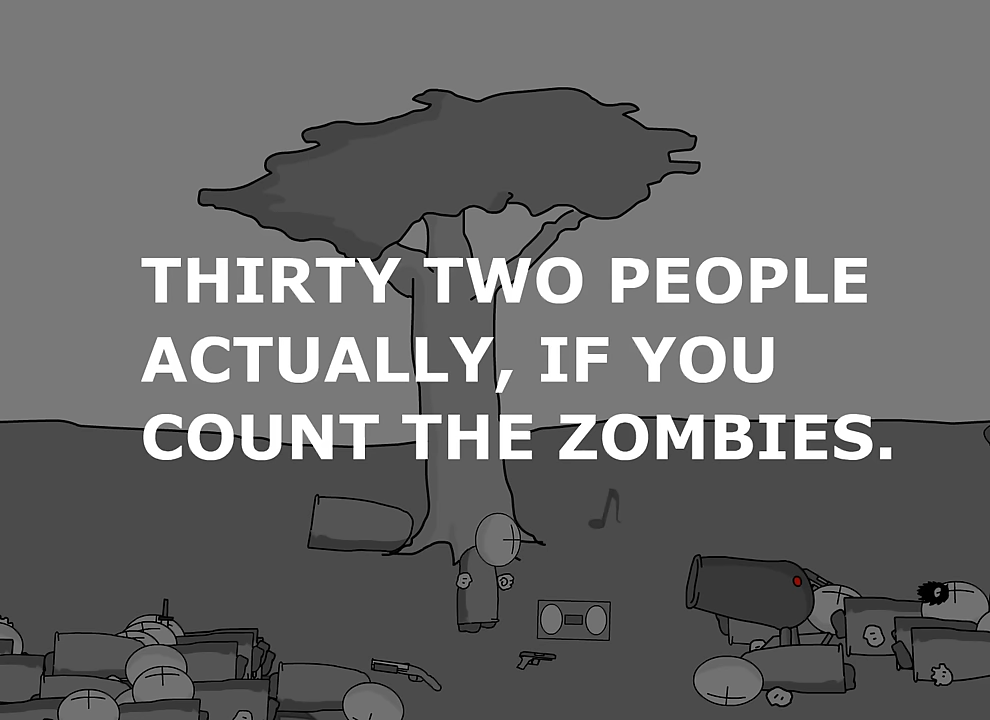 THIRTY TWO PEOPLE
ACTUALLY, IF YOU
COUNT THE ZOMBIES.